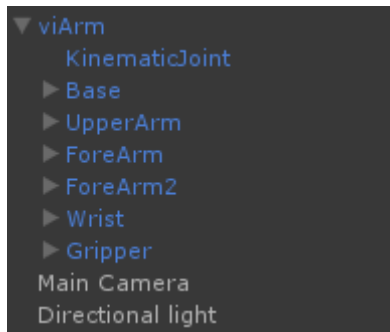 viArm
KinematicJoint
Base
UpperArm
ForeArm
ForeArm2
Wrist
Gripper
Main Camera
Directional light